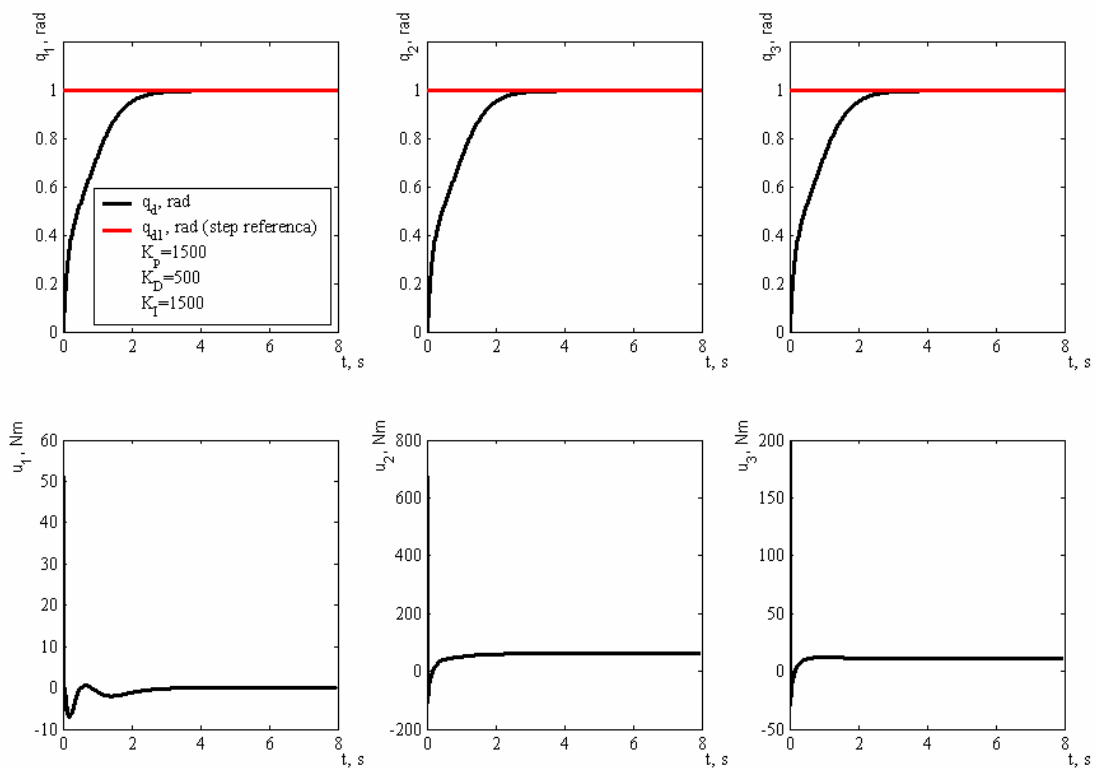 q1, rad
1
0.8
0.6
0.4
0.2
0
0 2 4 6 8
t, s
qd, rad
qd1, rad (step referenca)
KP=1500
KD=500
KI=1500
q2, rad
1
0.8
0.6
0.4
0.2
0
0 2 4 6 8
t, s
q3, rad
1
0.8
0.6
0.4
0.2
0
0 2 4 6 8
t, s
u1, Nm
60
50
40
30
20
10
0
-10
0 2 4 6 8
t, s
u2, Nm
800
600
400
200
0
-200
0 2 4 6 8
t, s
u3, Nm
200
150
100
50
0
-50
0 2 4 6 8
t, s